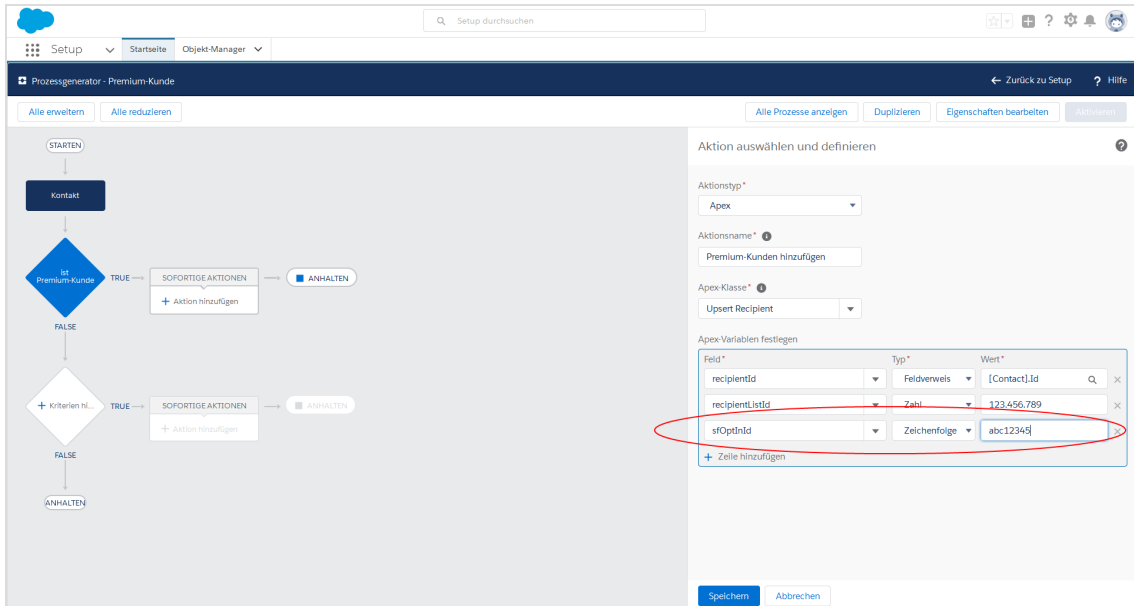 Setup durchsuchen
Setup Startseite Objekt-Manager
Prozessgenerator - Premium-Kunde Zurück zu Setup ? Hilfe
Alle erweitern Alle reduzieren Alle Prozesse anzeigen Duplizieren Eigenschaften bearbeiten Aktivieren
STARTEN
Kontakt
ist
Premium-Kunde
TRUE
SOFORTIGE AKTIONEN
+ Aktion hinzufügen
ANHALTEN
FALSE
+ Kriterien hi...
TRUE
SOFORTIGE AKTIONEN
+ Aktion hinzufügen
ANHALTEN
FALSE
ANHALTEN
Aktion auswählen und definieren
Aktionstyp*
Apex
Aktionsname*
Premium-Kunden hinzufügen
Apex-Klasse*
Upsert Recipient
Apex-Variablen festlegen
Feld* Typ* Wert*
recipientId Feldverweis [Contact].Id
recipientListId Zahl 123.456.789
sfOptInId Zeichenfolge abc12345
+ Zeile hinzufügen
Speichern Abbrechen